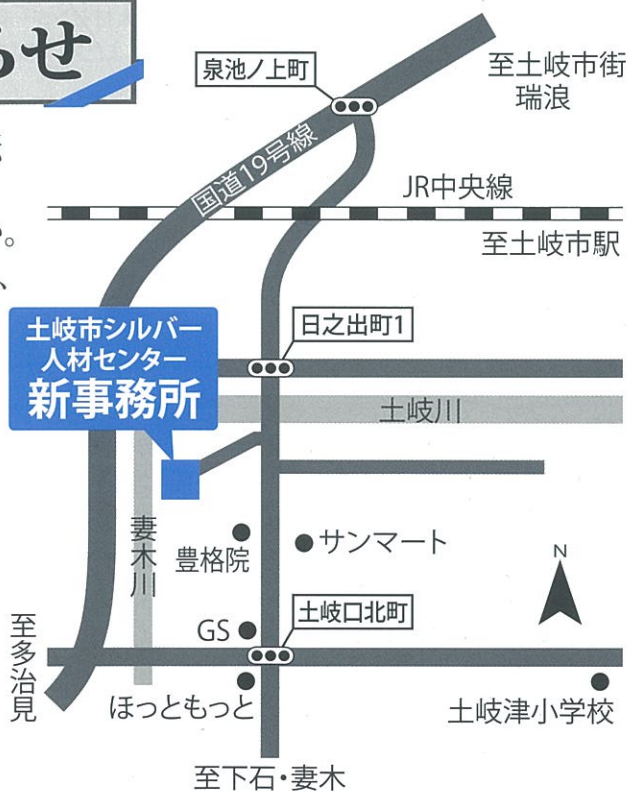 らせ
泉池ノ上町
至土岐市街
瑞浪
国道19号線
JR中央線
。
至土岐市駅
、
土岐市シルバー
人材センター
新事務所
日之出町1
土岐川
妻木川
豊格院
サンマート
N
GS
土岐口北町
至多治見
ほっともっと
土岐津小学校
至下石・妻木